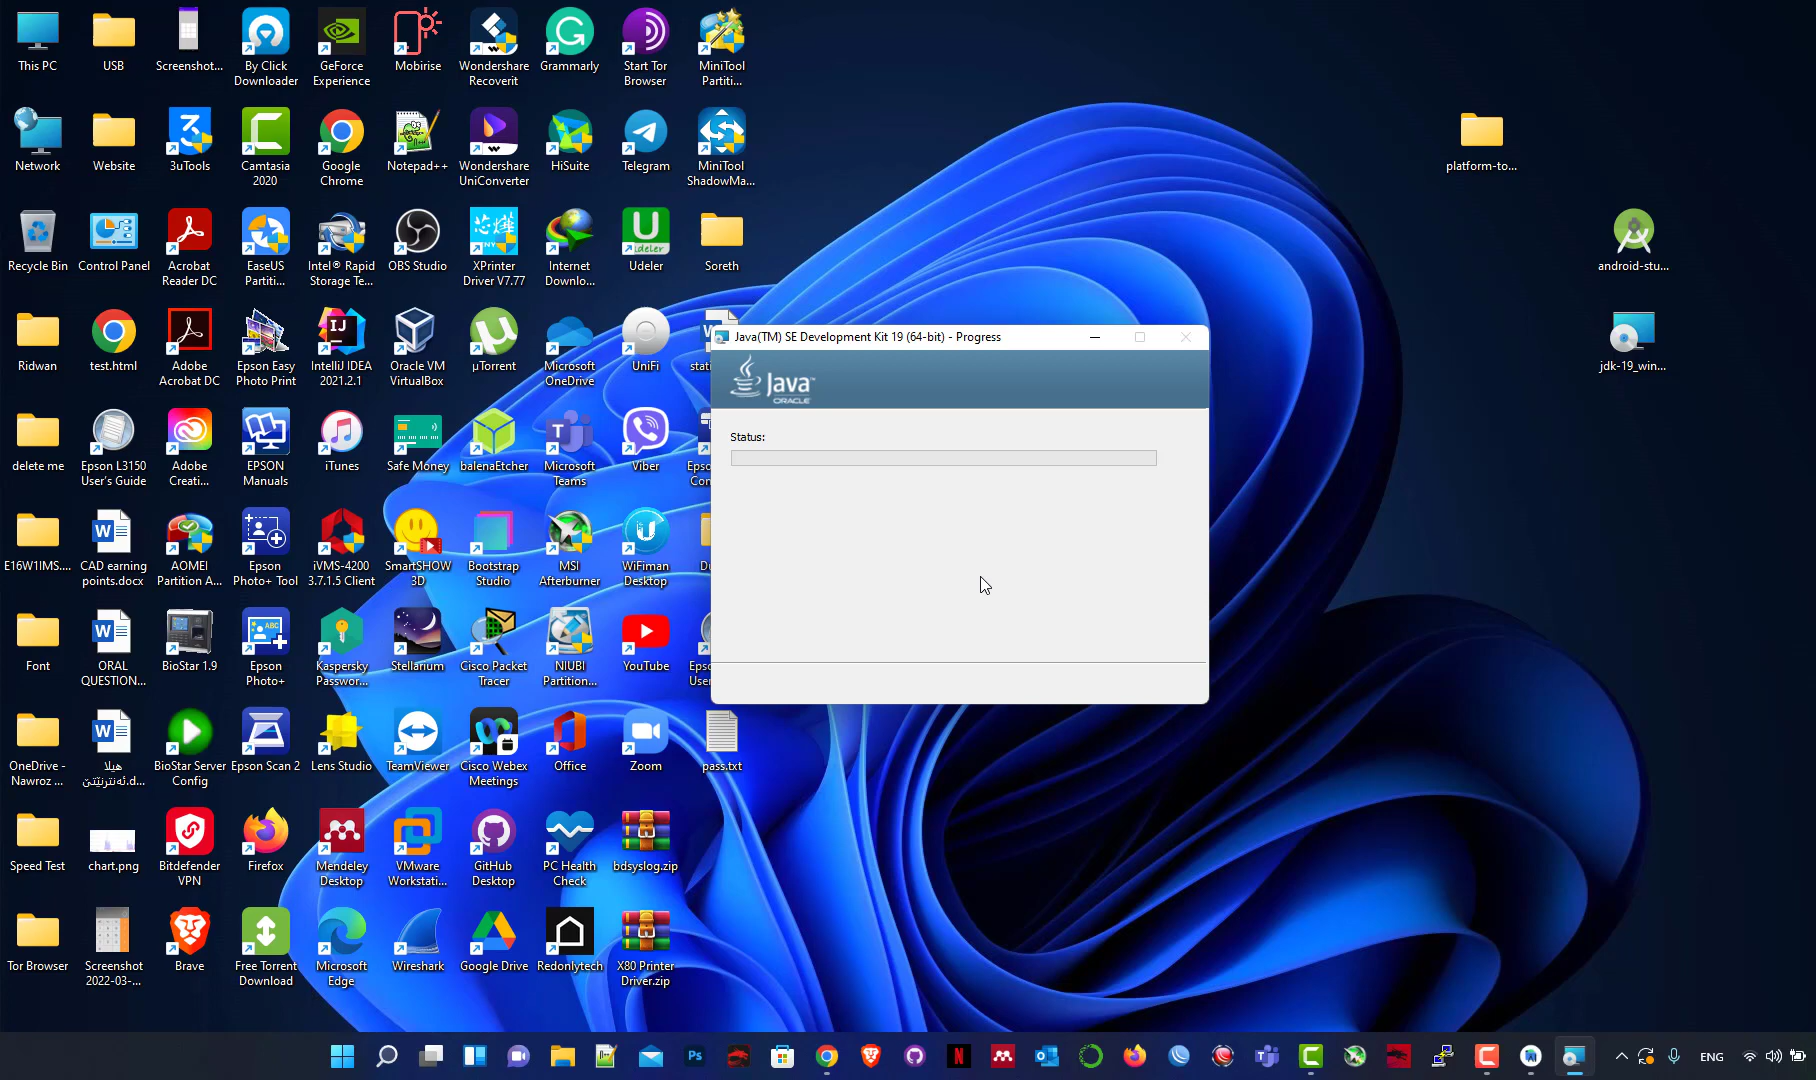 This PC
USB
Screenshot...
By Click
Downloader
GeForce
Experience
Mobirise
Wondershare
Recoverit
Grammarly
Start Tor
Browser
MiniTool
Partiti...
Network
Website
3uTools
Camtasia
2020
Google
Chrome
Notepad++
Wondershare
UniConverter
HiSuite
Telegram
MiniTool
ShadowMa...
platform-to...
Recycle Bin
Control Panel
Acrobat
Reader DC
EaseUS
Partiti...
Intel® Rapid
Storage Te...
OBS Studio
XPrinter
Driver V7.77
Internet
Downlo...
Udeler
Soreth
android-stu...
Ridwan
test.html
Adobe
Acrobat DC
Epson Easy
Photo Print
IntelliJ IDEA
2021.2.1
Oracle VM
VirtualBox
µTorrent
Microsoft
OneDrive
UniFi
stati
jdk-19_win...
Java(TM) SE Development Kit 19 (64-bit) - Progress
Java™
ORACLE
Status:
delete me
Epson L3150
User's Guide
Adobe
Creati...
EPSON
Manuals
iTunes
Safe Money
balenaEtcher
Microsoft
Teams
Viber
Epso
Con
E16W1IMS....
CAD earning
points.docx
AOMEI
Partition A...
Epson
Photo+ Tool
iVMS-4200
3.7.1.5 Client
SmartSHOW
3D
Bootstrap
Studio
MSI
Afterburner
WiFiman
Desktop
Du
Font
ORAL
QUESTION...
BioStar 1.9
Epson
Photo+
Kaspersky
Passwor...
Stellarium
Cisco Packet
Tracer
NIUBI
Partition...
YouTube
Epso
User
OneDrive -
Nawroz ...
هيلا
ئەنترنێتێ.d...
BioStar Server
Config
Epson Scan 2
Lens Studio
TeamViewer
Cisco Webex
Meetings
Office
Zoom
pass.txt
Speed Test
chart.png
Bitdefender
VPN
Firefox
Mendeley
Desktop
VMware
Workstati...
GitHub
Desktop
PC Health
Check
bdsyslog.zip
Tor Browser
Screenshot
2022-03-...
Brave
Free Torrent
Download
Microsoft
Edge
Wireshark
Google Drive
Redonlytech
X80 Printer
Driver.zip
ENG